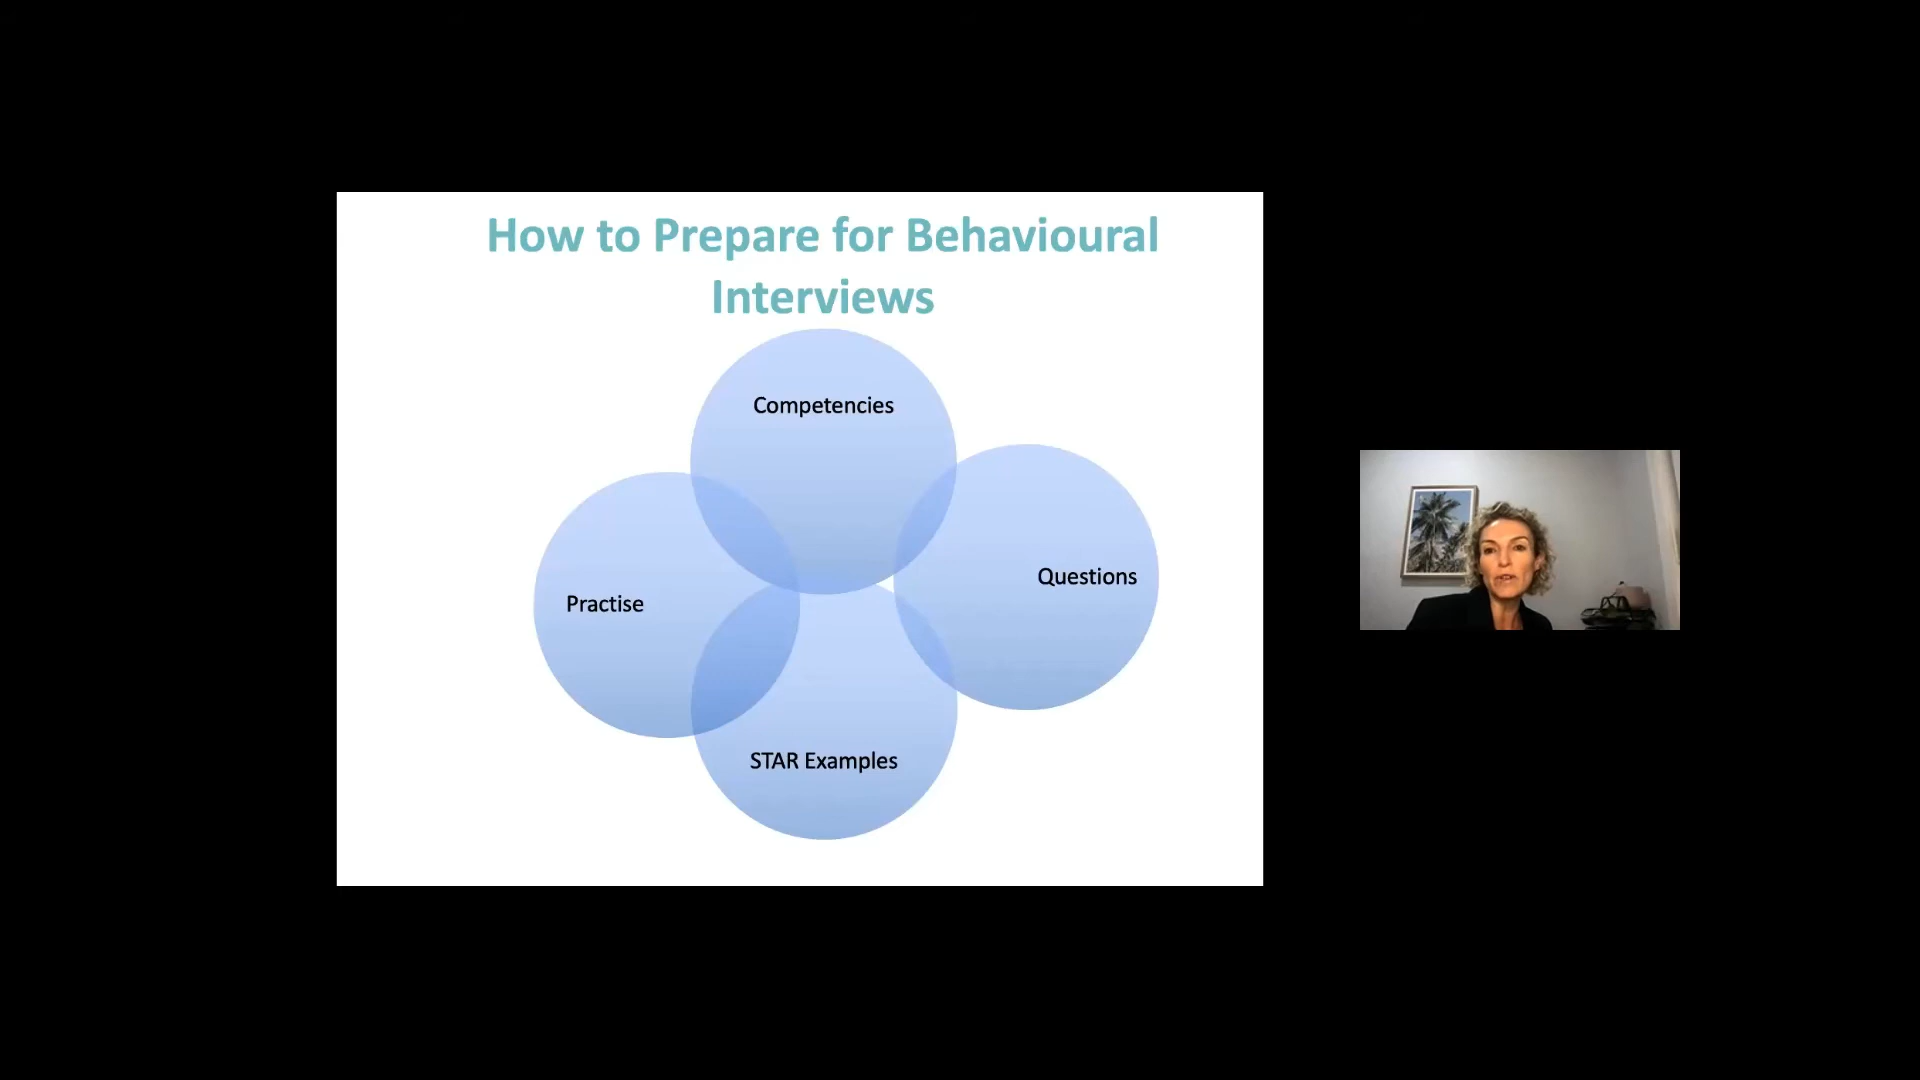 How to Prepare for Behavioural
Interviews
Competencies
Questions
Practise
STAR Examples